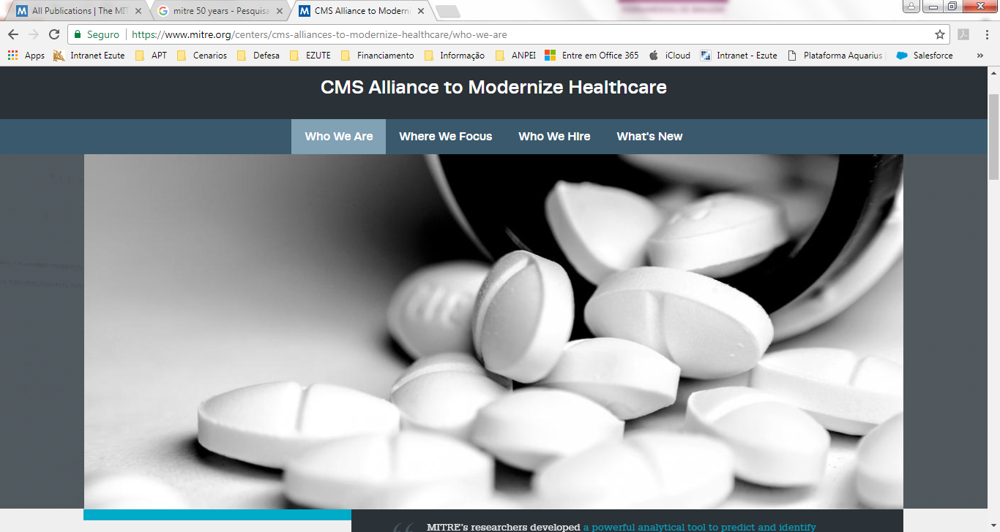 All Publications | The MIT
mitre 50 years - Pesquisa
CMS Alliance to Moderni
Seguro
https://www.mitre.org/centers/cms-alliances-to-modernize-healthcare/who-we-are
Apps Intranet Ezute APT Cenarios Defesa EZUTE Financiamento Informação ANPEI Entre em Office 365 iCloud Intranet - Ezute Plataforma Aquarius Salesforce »
CMS Alliance to Modernize Healthcare
Who We Are Where We Focus Who We Hire What's New
“ MITRE's researchers developed a powerful analytical tool to predict and identify